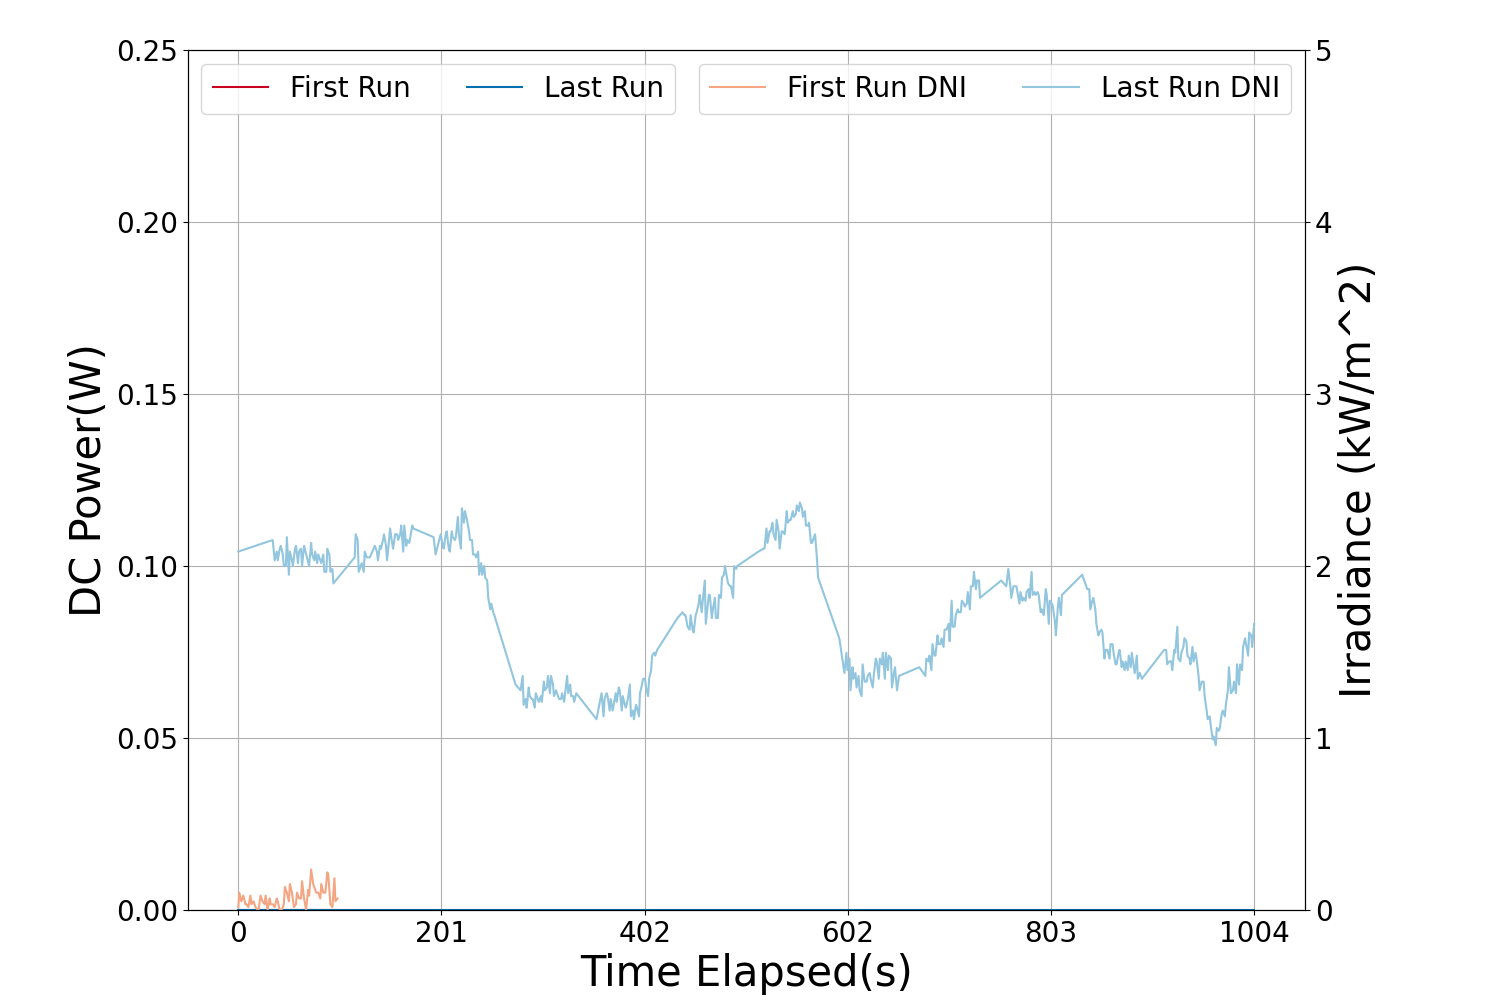 First Run Last Run First Run DNI Last Run DNI
DC Power(W)
0.25
0.20
0.15
0.10
0.05
0.00
5
4
3
2
1
0
Irradiance (kW/m^2)
0 201 402 602 803 1004
Time Elapsed(s)